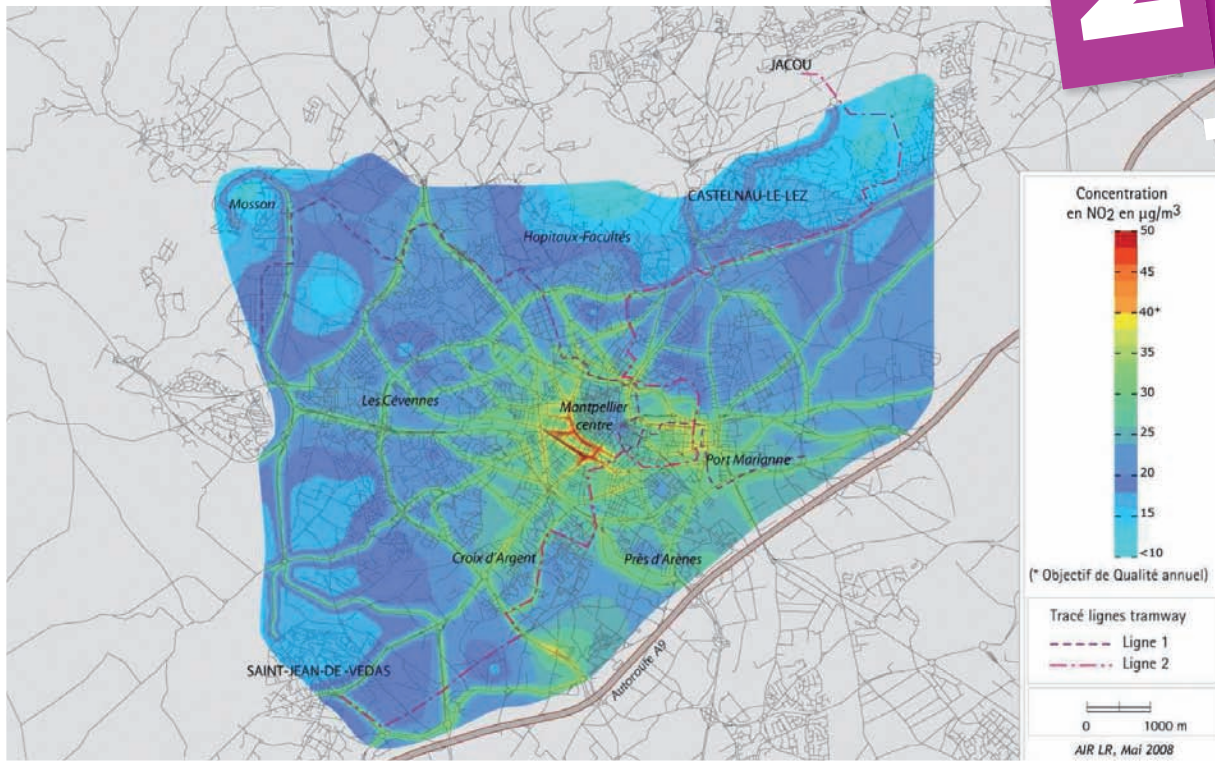 JACOU
CASTELNAU-LE-LEZ
Mosson
Hopitaux-Facultés
Les Cévennes
Montpellier
centre
Port Marianne
Croix d'Argent
Près d'Arènes
SAINT-JEAN-DE-VEDAS
Autoroute A9
Concentration
en NO2 en µg/m3
50
45
40*
35
30
25
20
15
<10
(* Objectif de Qualité annuel)
Tracé lignes tramway
Ligne 1
Ligne 2
0 1000 m
AIR LR, Mai 2008